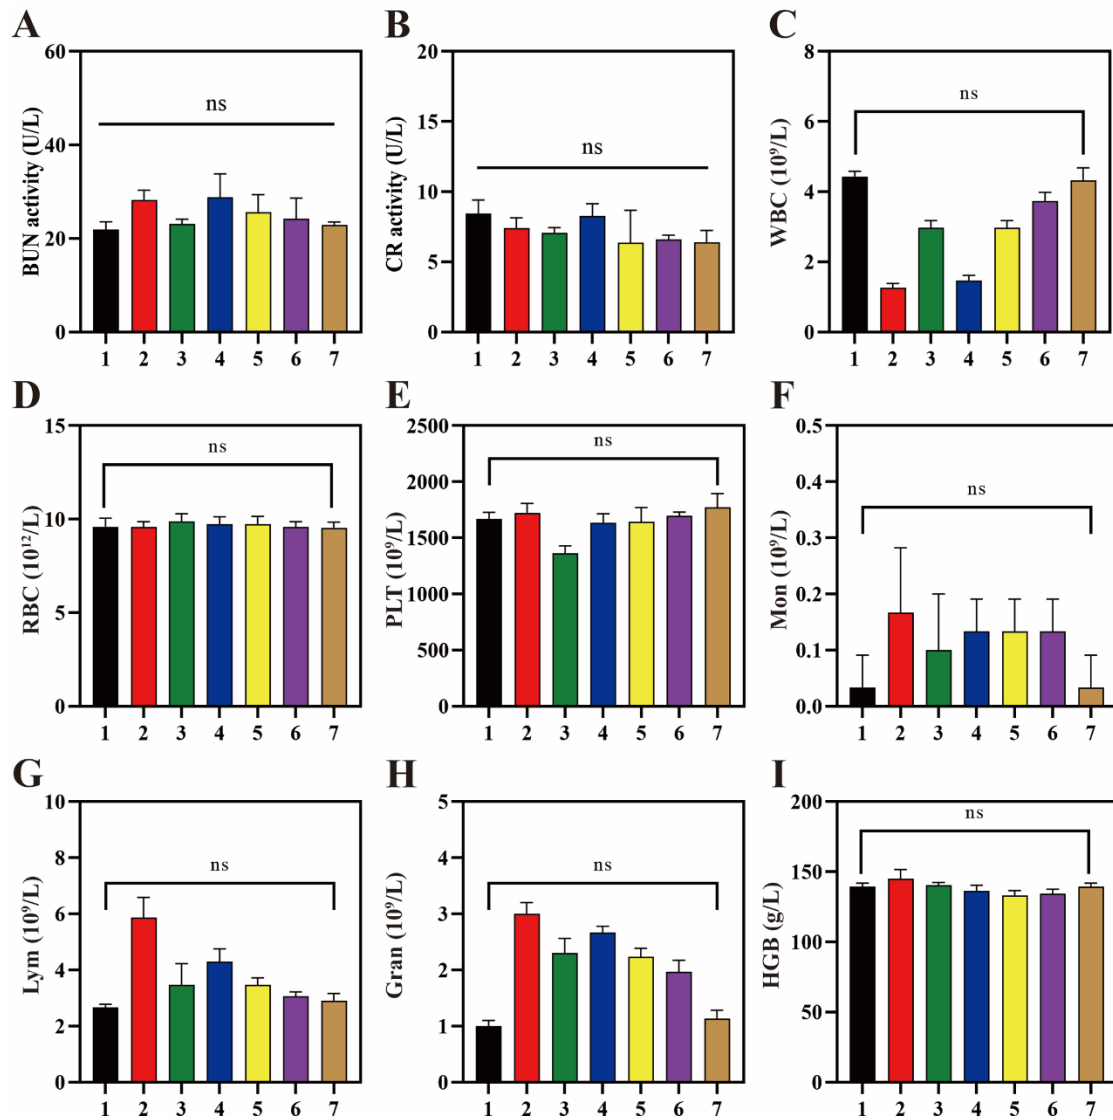 A
BUN activity (U/L)
60
40
20
0
ns
1 2 3 4 5 6 7
B
CR activity (U/L)
20
15
10
5
0
ns
1 2 3 4 5 6 7
C
WBC (10⁹/L)
8
6
4
2
0
ns
1 2 3 4 5 6 7
D
RBC (10¹²/L)
15
10
5
0
ns
1 2 3 4 5 6 7
E
PLT (10⁹/L)
2500
2000
1500
1000
500
0
ns
1 2 3 4 5 6 7
F
Mon (10⁹/L)
0.5
0.4
0.3
0.2
0.1
0.0
ns
1 2 3 4 5 6 7
G
Lym (10⁹/L)
10
8
6
4
2
0
ns
1 2 3 4 5 6 7
H
Gran (10⁹/L)
5
4
3
2
1
0
ns
1 2 3 4 5 6 7
I
HGB (g/L)
200
150
100
50
0
ns
1 2 3 4 5 6 7